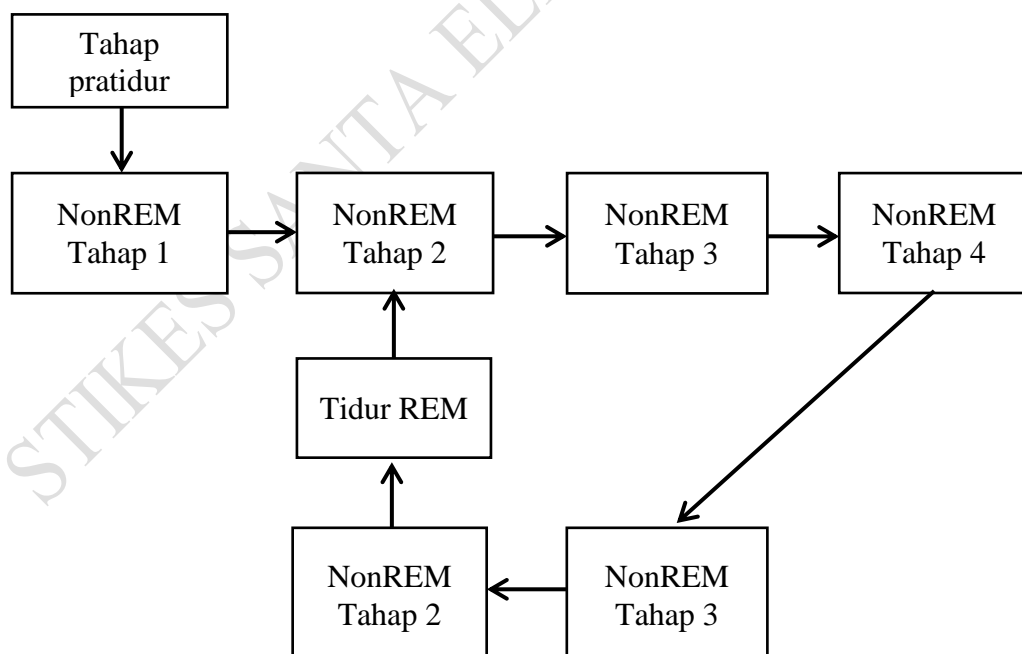 Tahap
pratidur
NonREM
Tahap 1
NonREM
Tahap 2
NonREM
Tahap 3
NonREM
Tahap 4
Tidur REM
NonREM
Tahap 2
NonREM
Tahap 3
STIKES SANTA